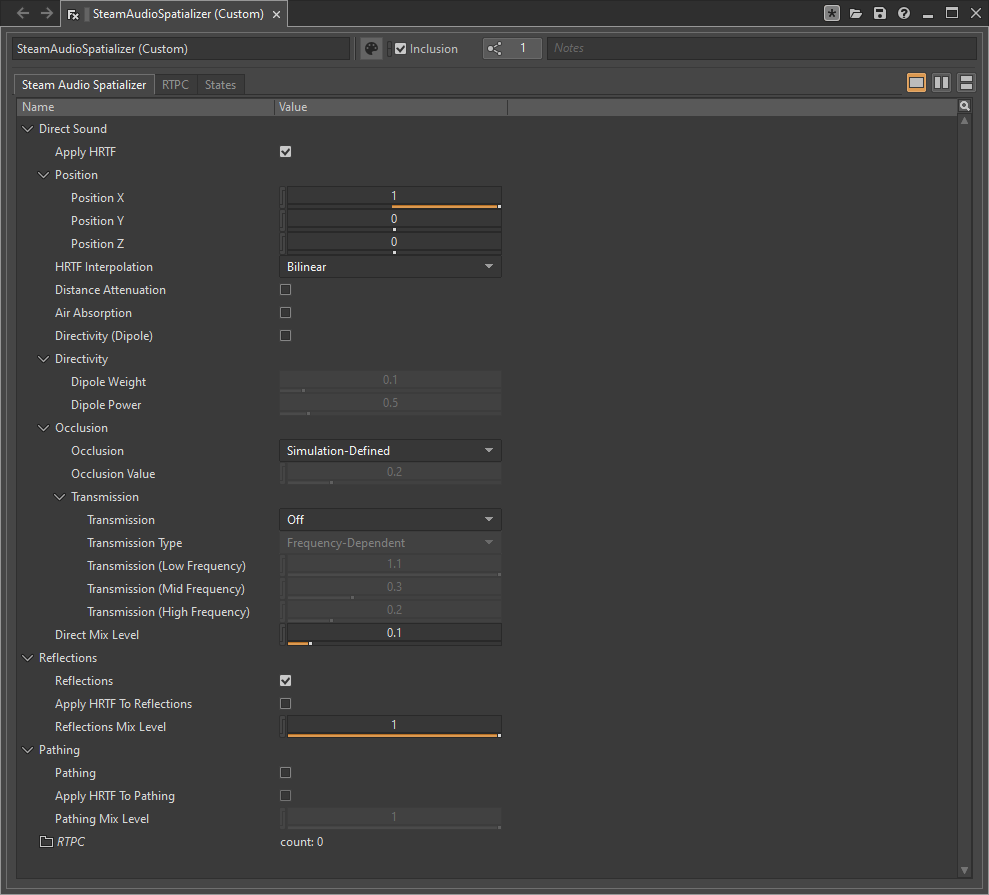 Fx SteamAudioSpatializer (Custom)
SteamAudioSpatializer (Custom) Inclusion 1 Notes
Steam Audio Spatializer RTPC States
Name Value
Direct Sound
Apply HRTF
Position
Position X 1
Position Y 0
Position Z 0
HRTF Interpolation Bilinear
Distance Attenuation
Air Absorption
Directivity (Dipole)
Directivity
Dipole Weight 0.1
Dipole Power 0.5
Occlusion
Occlusion Simulation-Defined
Occlusion Value 0.2
Transmission
Transmission Off
Transmission Type Frequency-Dependent
Transmission (Low Frequency) 1.1
Transmission (Mid Frequency) 0.3
Transmission (High Frequency) 0.2
Direct Mix Level 0.1
Reflections
Reflections
Apply HRTF To Reflections
Reflections Mix Level 1
Pathing
Pathing
Apply HRTF To Pathing
Pathing Mix Level 1
RTPC count: 0